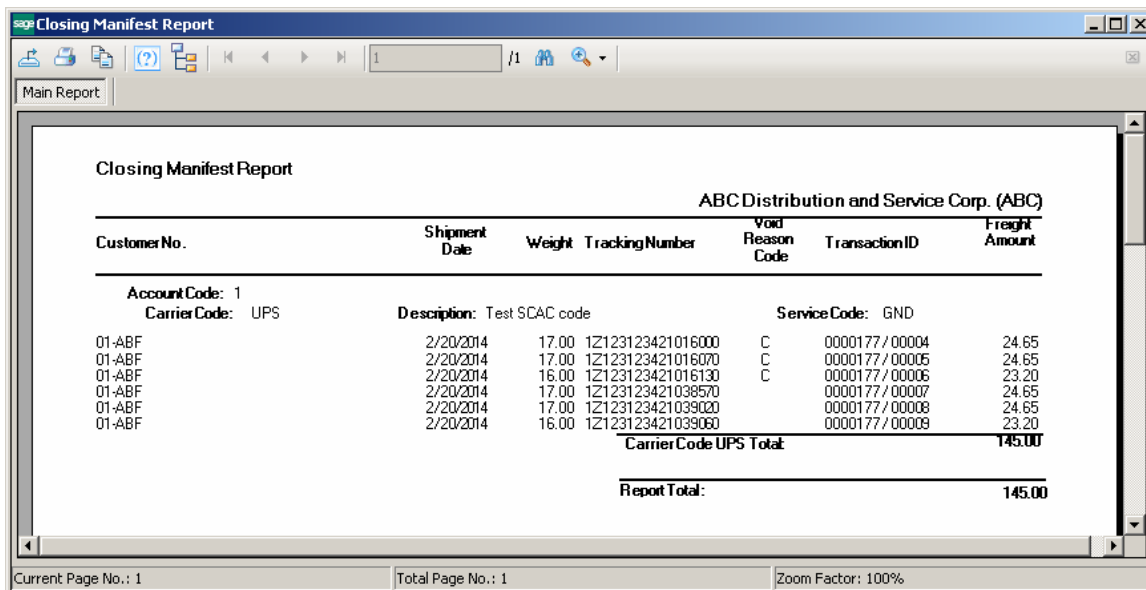 sage Closing Manifest Report
1 /1
Main Report
Closing Manifest Report
ABC Distribution and Service Corp. (ABC)
Customer No. Shipment Date Weight Tracking Number Void Reason Code Transaction ID Freight Amount
Account Code: 1
Carrier Code: UPS Description: Test SCAC code Service Code: GND
01-ABF 2/20/2014 17.00 1Z123123421016000 C 0000177 / 00004 24.65
01-ABF 2/20/2014 17.00 1Z123123421016070 C 0000177 / 00005 24.65
01-ABF 2/20/2014 16.00 1Z123123421016130 C 0000177 / 00006 23.20
01-ABF 2/20/2014 17.00 1Z123123421038570 0000177 / 00007 24.65
01-ABF 2/20/2014 17.00 1Z123123421039020 0000177 / 00008 24.65
01-ABF 2/20/2014 16.00 1Z123123421039060 0000177 / 00009 23.20
Carrier Code UPS Total: 145.00
Report Total: 145.00
Current Page No.: 1 Total Page No.: 1 Zoom Factor: 100%